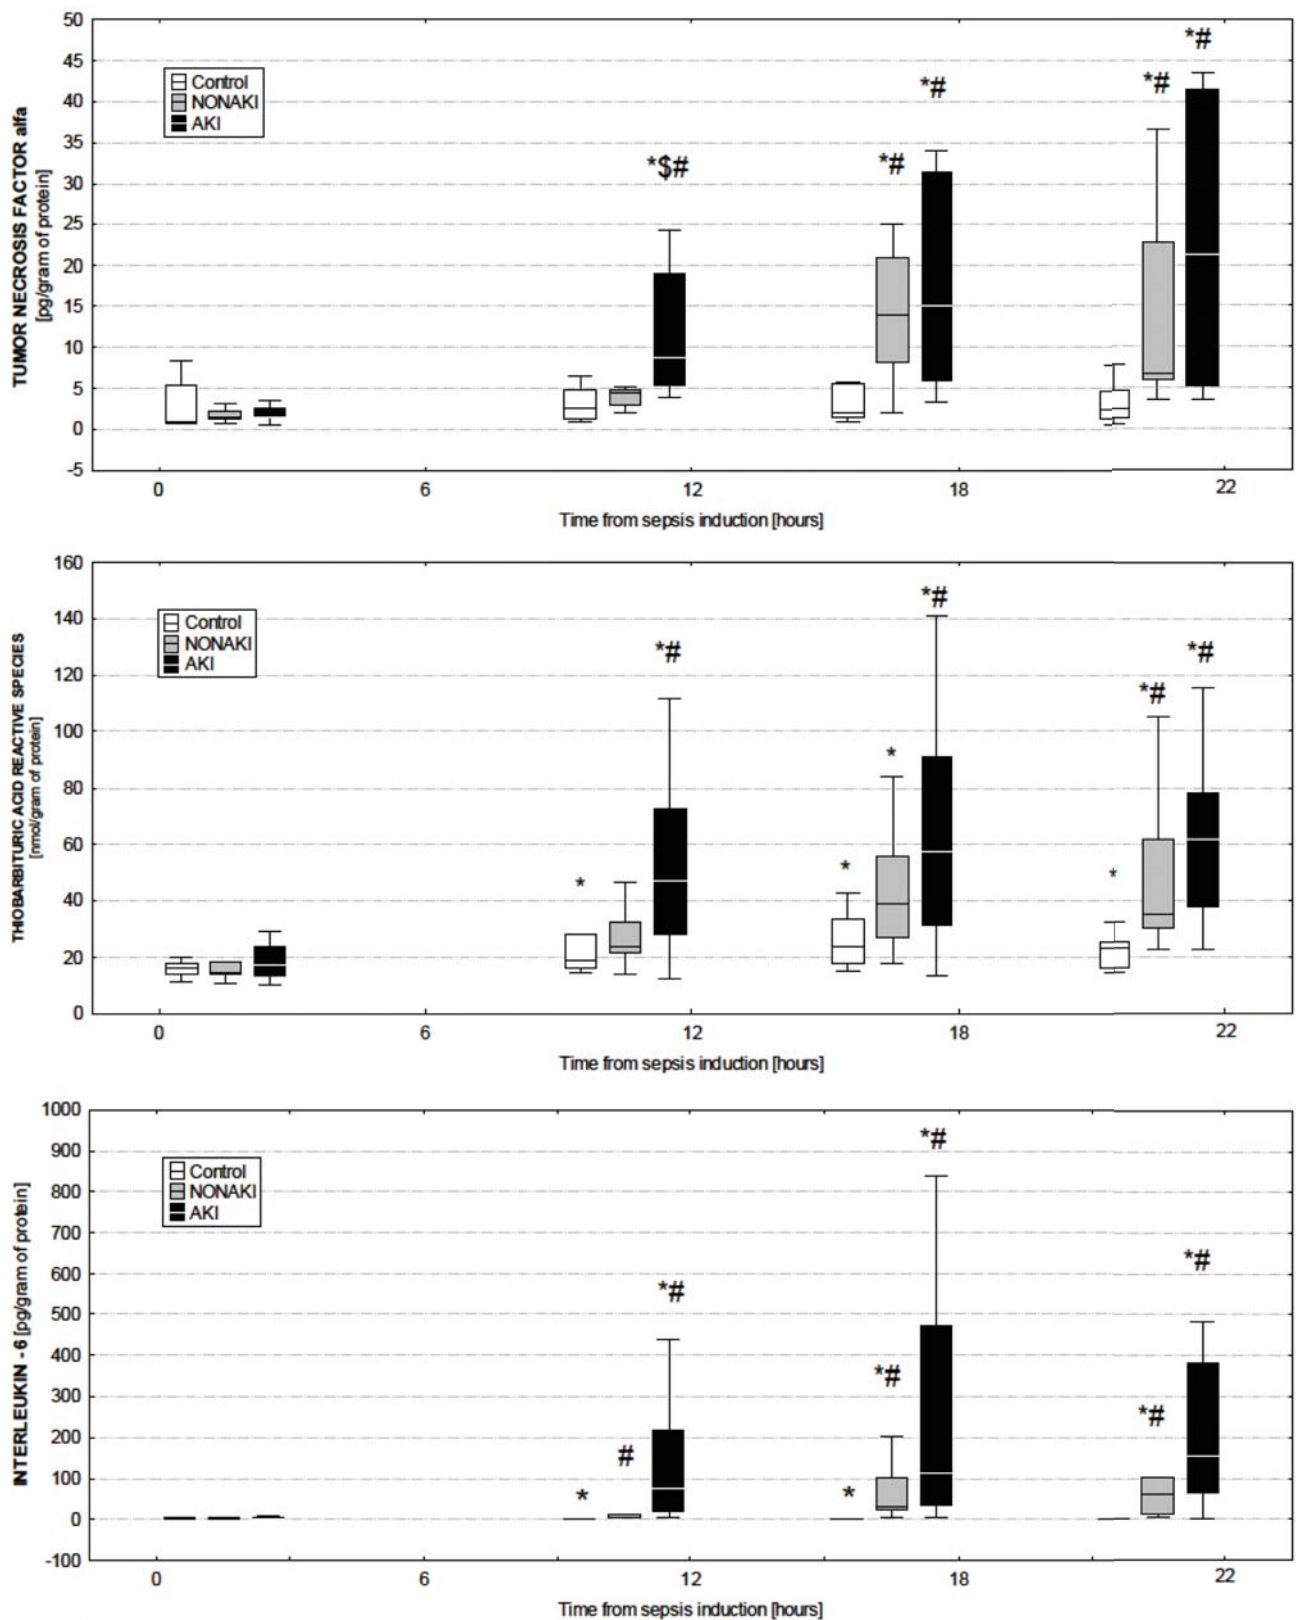 50
45
40
35
30
25
20
15
10
5
0
-5
TUMOR NECROSIS FACTOR alfa
[pg/gram of protein]
Control
NONAKI
AKI
*$#
*#
*#
*#
*#
0 6 12 18 22
Time from sepsis induction [hours]
160
140
120
100
80
60
40
20
0
THIOBARBITURIC ACID REACTIVE SPECIES
[nmol/gram of protein]
Control
NONAKI
AKI
*
*#
*
*
*#
*
*#
*#
0 6 12 18 22
Time from sepsis induction [hours]
1000
900
800
700
600
500
400
300
200
100
0
-100
INTERLEUKIN - 6 [pg/gram of protein]
Control
NONAKI
AKI
*
#
*#
*
*#
*#
*#
*#
0 6 12 18 22
Time from sepsis induction [hours]